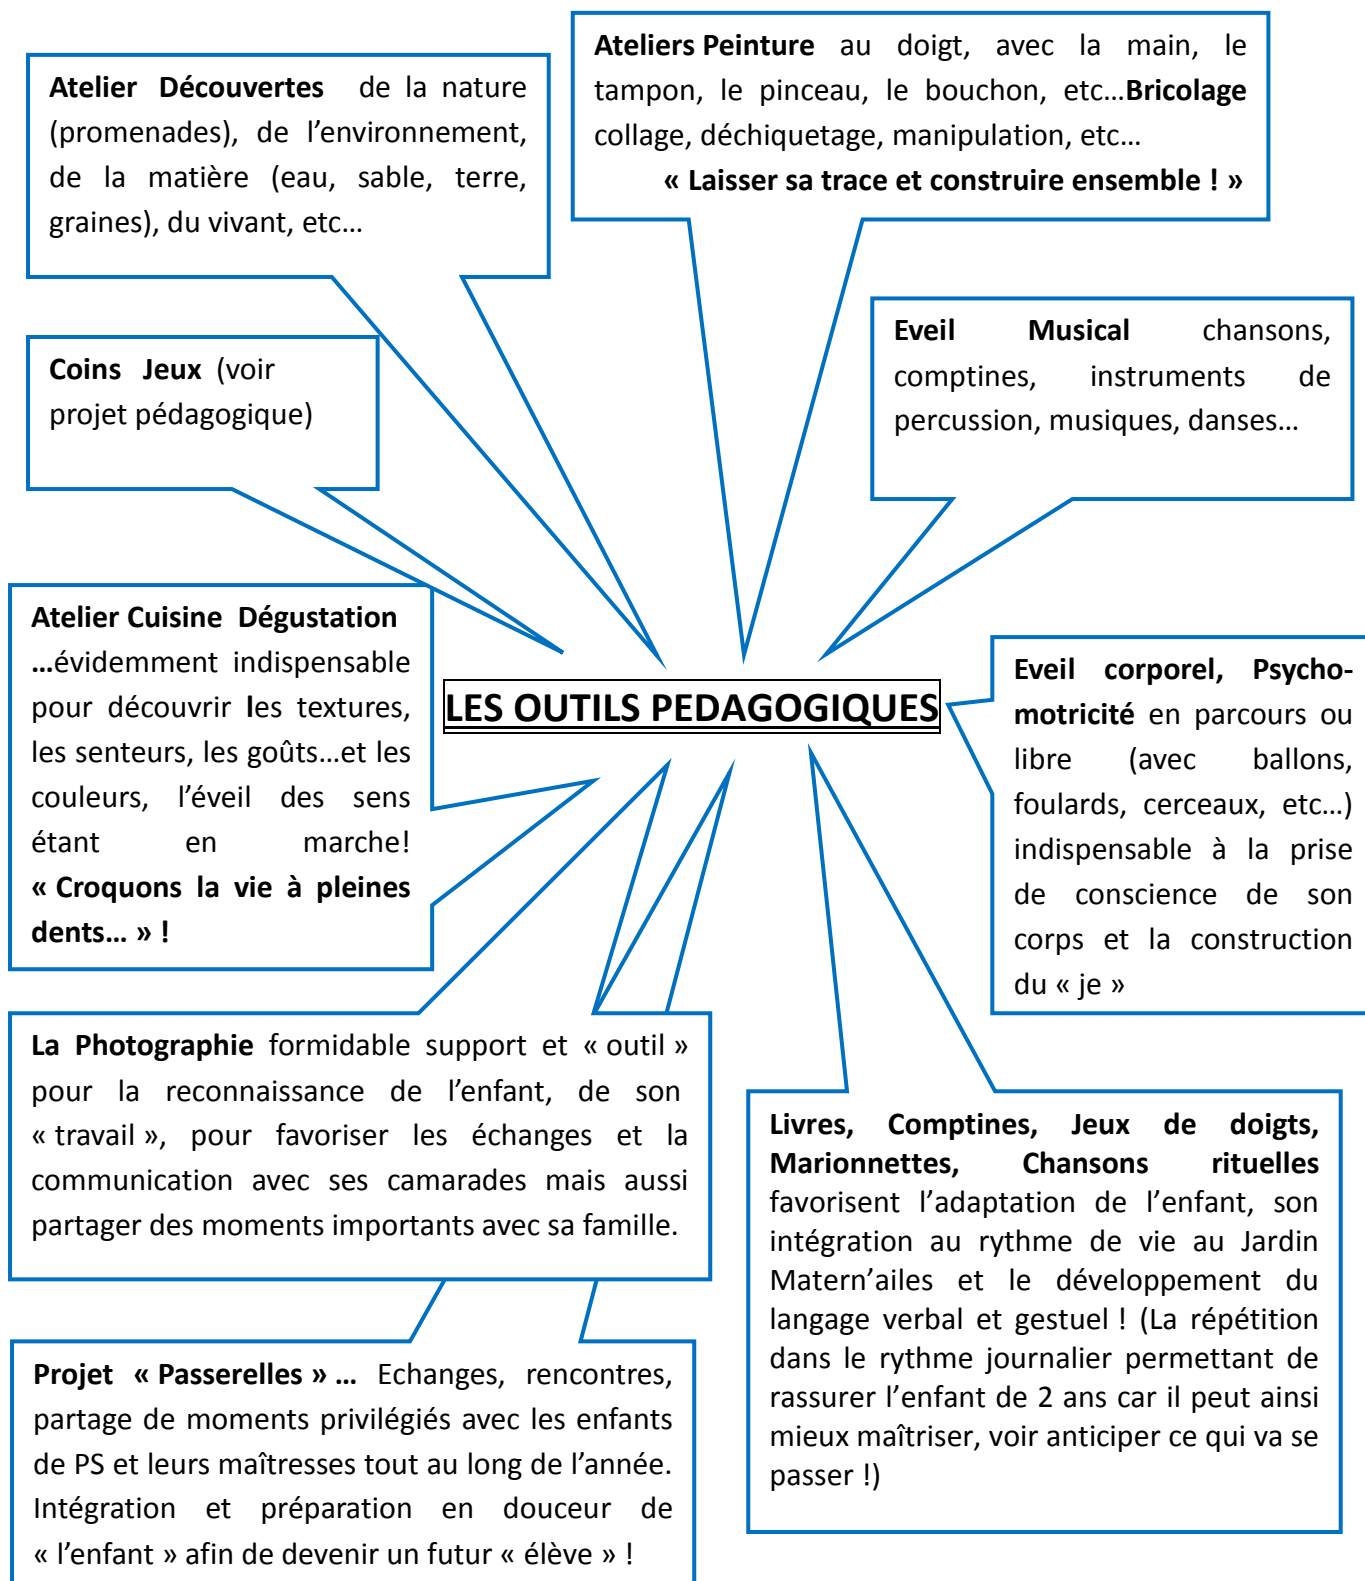 Atelier Découvertes de la nature
(promenades), de l’environnement,
de la matière (eau, sable, terre,
graines), du vivant, etc…
Ateliers Peinture au doigt, avec la main, le
tampon, le pinceau, le bouchon, etc…Bricolage
collage, déchiquetage, manipulation, etc…
« Laisser sa trace et construire ensemble ! »
Coins Jeux (voir
projet pédagogique)
Eveil Musical chansons,
comptines, instruments de
percussion, musiques, danses…
Atelier Cuisine Dégustation
…évidemment indispensable
pour découvrir les textures,
les senteurs, les goûts…et les
couleurs, l’éveil des sens
étant en marche!
« Croquons la vie à pleines
dents… » !
LES OUTILS PEDAGOGIQUES
Eveil corporel, Psycho-
motricité en parcours ou
libre (avec ballons,
foulards, cerceaux, etc…)
indispensable à la prise
de conscience de son
corps et la construction
du « je »
La Photographie formidable support et « outil »
pour la reconnaissance de l’enfant, de son
« travail », pour favoriser les échanges et la
communication avec ses camarades mais aussi
partager des moments importants avec sa famille.
Livres, Comptines, Jeux de doigts,
Marionnettes, Chansons rituelles
favorisent l’adaptation de l’enfant, son
intégration au rythme de vie au Jardin
Matern’ailes et le développement du
langage verbal et gestuel ! (La répétition
dans le rythme journalier permettant de
rassurer l’enfant de 2 ans car il peut ainsi
mieux maîtriser, voir anticiper ce qui va se
passer !)
Projet « Passerelles » … Echanges, rencontres,
partage de moments privilégiés avec les enfants
de PS et leurs maîtresses tout au long de l’année.
Intégration et préparation en douceur de
« l’enfant » afin de devenir un futur « élève » !